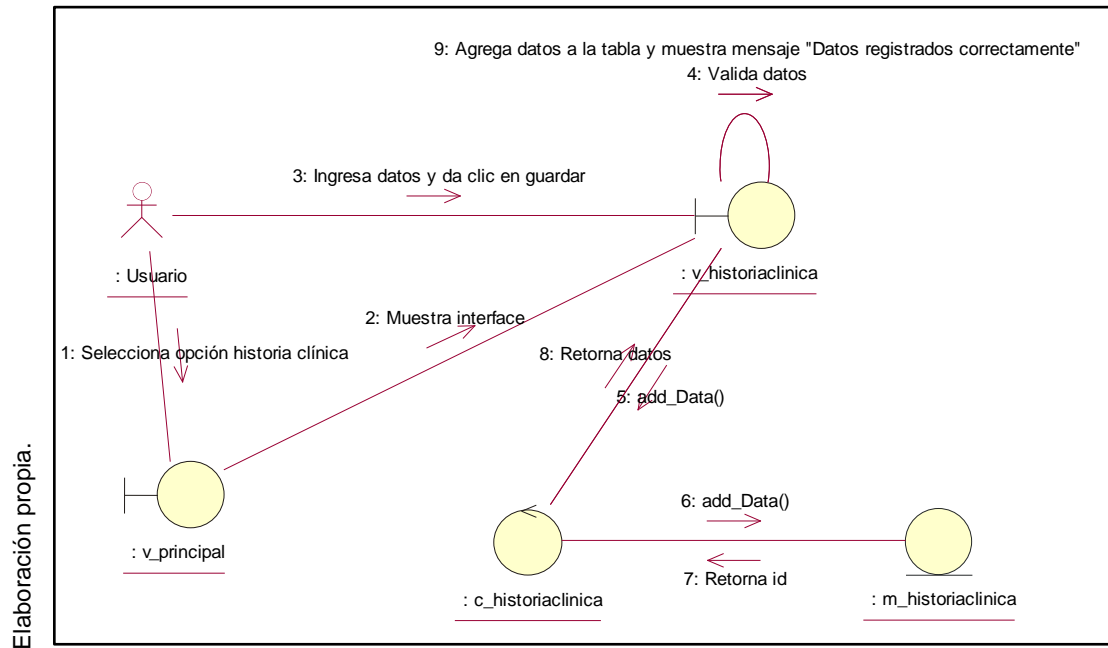 9: Agrega datos a la tabla y muestra mensaje "Datos registrados correctamente"
4: Valida datos
3: Ingresa datos y da clic en guardar
: Usuario
: v_historiaclinica
2: Muestra interface
1: Selecciona opción historia clínica
8: Retorna datos
5: add_Data()
6: add_Data()
: v_principal
7: Retorna id
: c_historiaclinica
: m_historiaclinica
Elaboración propia.